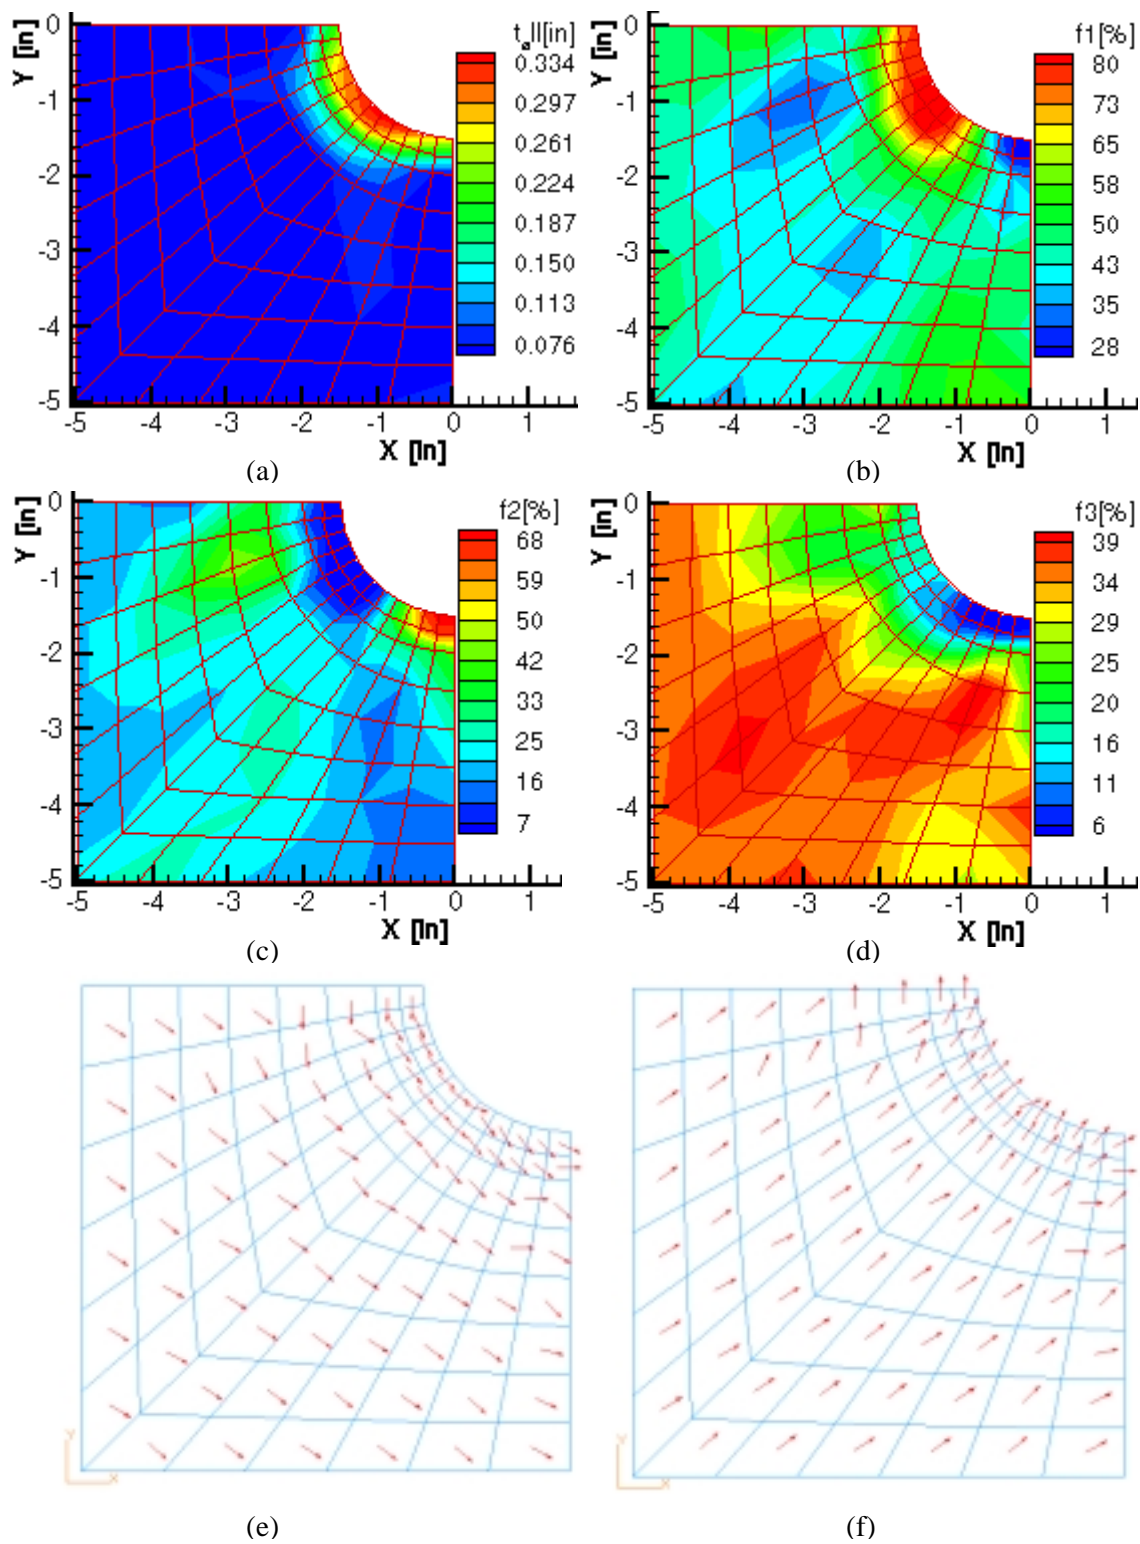 Y [in]
0
-1
-2
-3
-4
-5
-5 -4 -3 -2 -1 0 1
X [in]
t_all[in]
0.334
0.297
0.261
0.224
0.187
0.150
0.113
0.076
(a)
Y [in]
0
-1
-2
-3
-4
-5
-5 -4 -3 -2 -1 0 1
X [in]
f1[%]
80
73
65
58
50
43
35
28
(b)
Y [in]
0
-1
-2
-3
-4
-5
-5 -4 -3 -2 -1 0 1
X [in]
f2[%]
68
59
50
42
33
25
16
7
(c)
Y [in]
0
-1
-2
-3
-4
-5
-5 -4 -3 -2 -1 0 1
X [in]
f3[%]
39
34
29
25
20
16
11
6
(d)
Y
X
(e)
Y
X
(f)